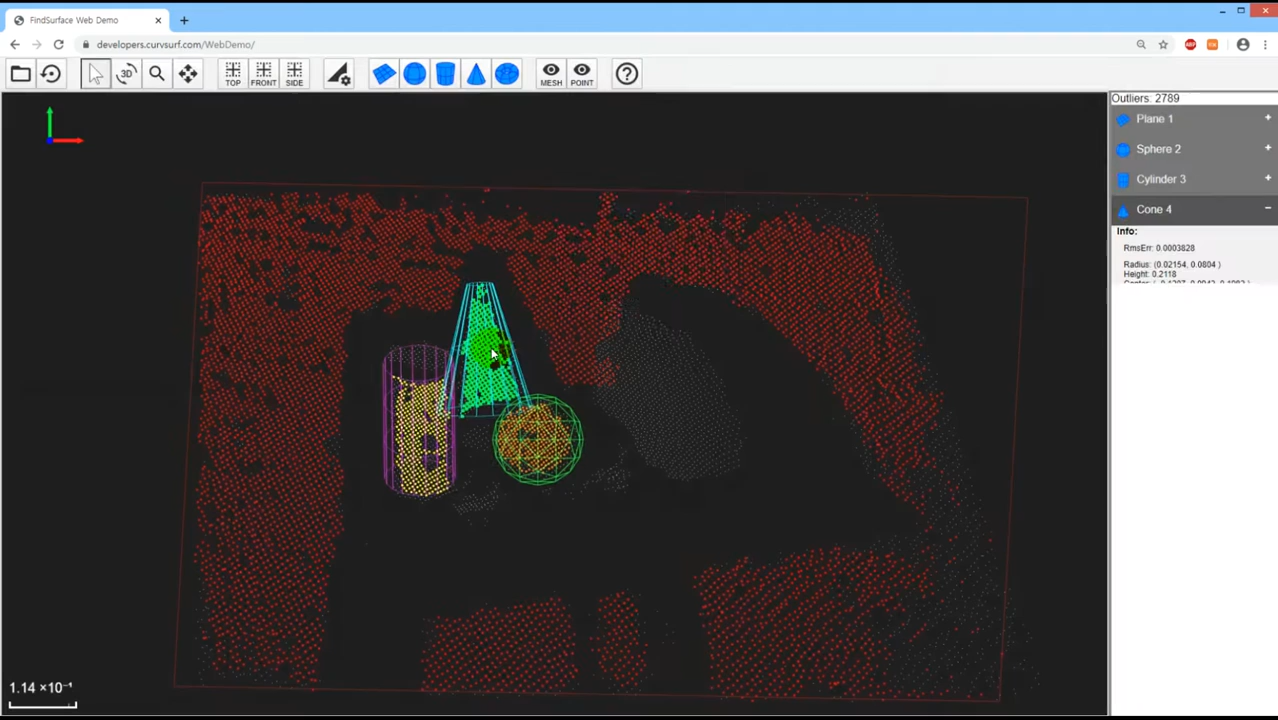 FindSurface Web Demo
developers.curvsurf.com/WebDemo/
ABP
3D
TOP
FRONT
SIDE
MESH
POINT
Outliers: 2789
Plane 1
Sphere 2
Cylinder 3
Cone 4
Info:
RmsErr: 0.0003828
Radius: (0.02154, 0.0804 )
Height: 0.2118
1.14 ×10⁻¹